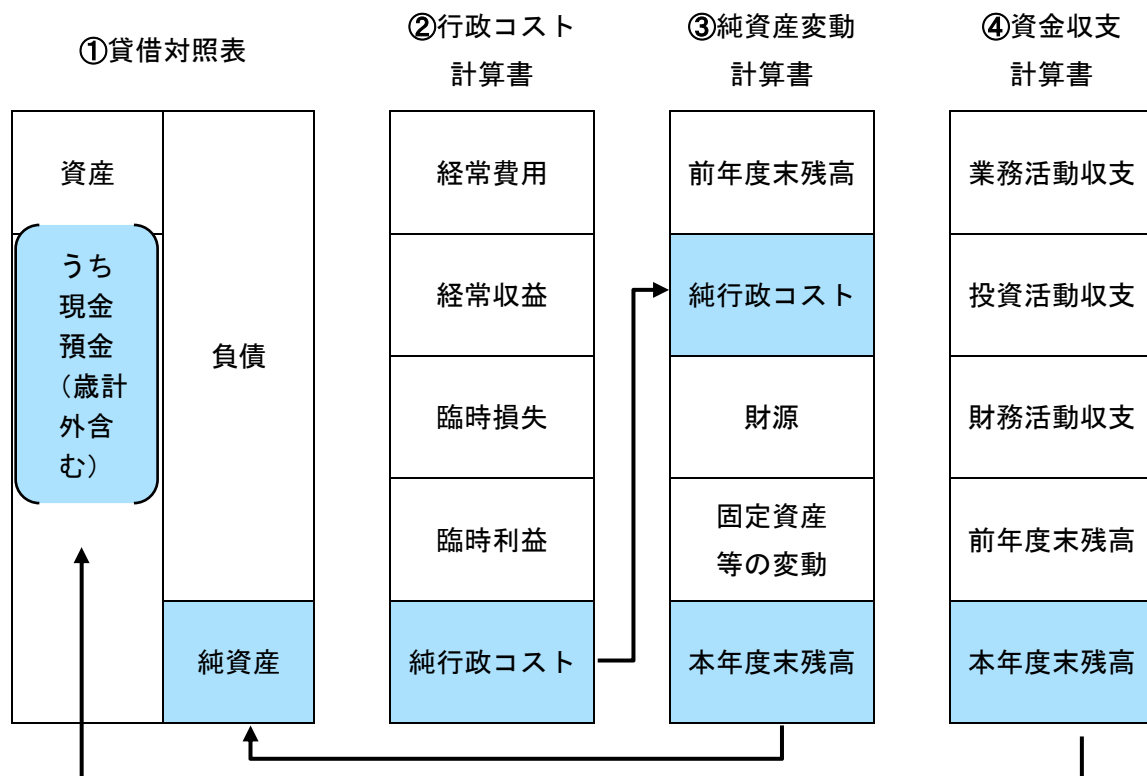 ①貸借対照表
②行政コスト
計算書
③純資産変動
計算書
④資金収支
計算書
資産
うち
現金
預金
（歳計
外含
む）
負債
純資産
経常費用
経常収益
臨時損失
臨時利益
純行政コスト
前年度末残高
純行政コスト
財源
固定資産
等の変動
本年度末残高
業務活動収支
投資活動収支
財務活動収支
前年度末残高
本年度末残高